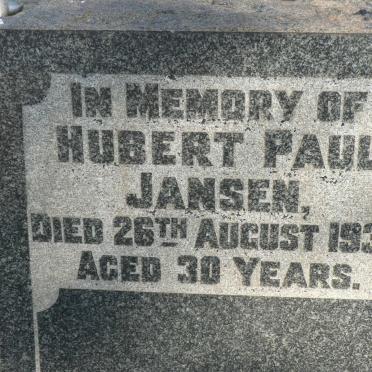 In Memory of
Hubert Paul
Jansen,
Died 26th August 193
Aged 30 Years.